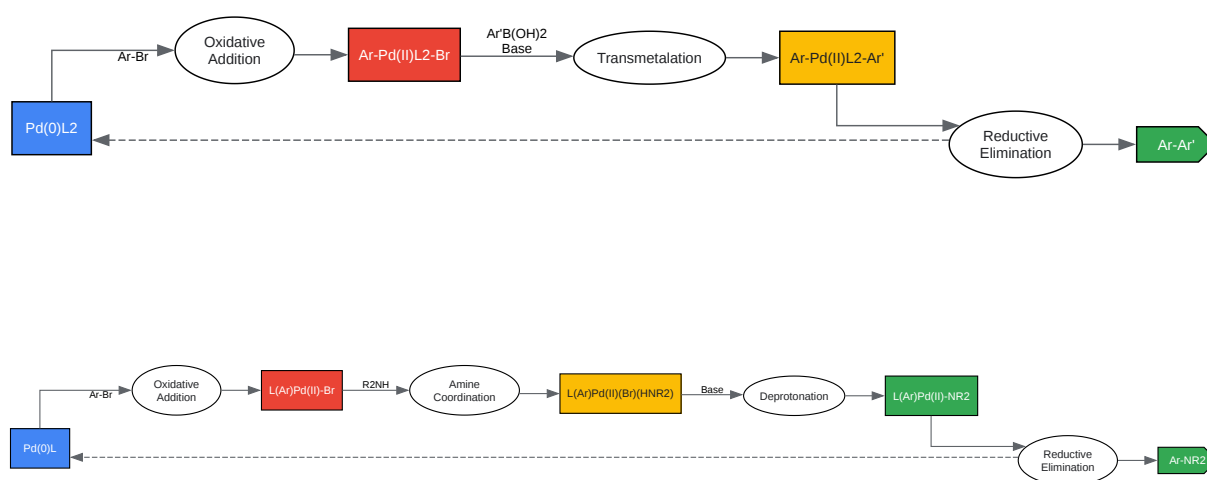 Ar-Br
Oxidative
Addition
Ar-Pd(II)L2-Br
Ar'B(OH)2
Base
Transmetalation
Ar-Pd(II)L2-Ar'
Pd(0)L2
Reductive
Elimination
Ar-Ar'
Ar-Br
Oxidative
Addition
L(Ar)Pd(II)-Br
R2NH
Amine
Coordination
L(Ar)Pd(II)(Br)(HNR2)
Base
Deprotonation
L(Ar)Pd(II)-NR2
Pd(0)L
Reductive
Elimination
Ar-NR2